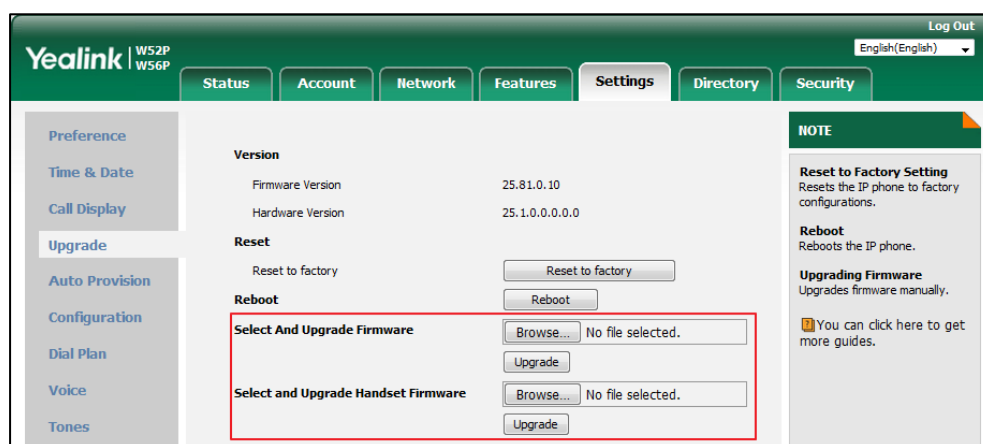 Log Out
Yealink | W52P
W56P
English(English)
Status Account Network Features Settings Directory Security
Preference
Time & Date
Call Display
Upgrade
Auto Provision
Configuration
Dial Plan
Voice
Tones
Version
Firmware Version 25.81.0.10
Hardware Version 25.1.0.0.0.0.0
Reset
Reset to factory Reset to factory
Reboot Reboot
Select And Upgrade Firmware Browse... No file selected.
Upgrade
Select and Upgrade Handset Firmware Browse... No file selected.
Upgrade
NOTE
Reset to Factory Setting
Resets the IP phone to factory
configurations.
Reboot
Reboots the IP phone.
Upgrading Firmware
Upgrades firmware manually.
You can click here to get
more guides.